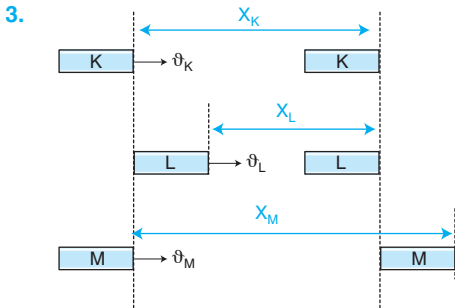 3.
X_K
K ϑ_K K
X_L
L ϑ_L L
X_M
M ϑ_M M